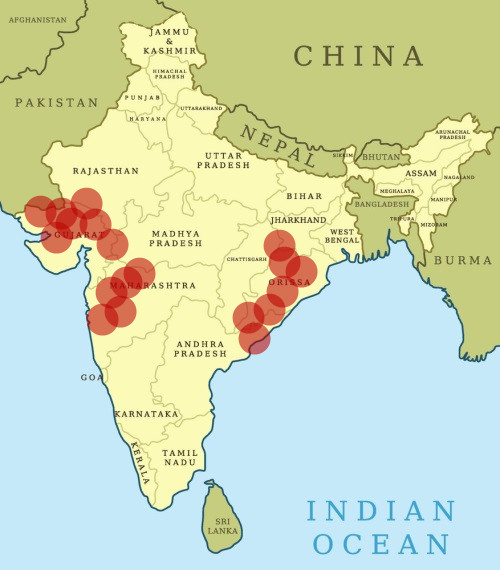 AFGHANISTAN
JAMMU
&
KASHMIR
CHINA
HIMACHAL
PRADESH
PAKISTAN
PUNJAB
UTTARAKHAND
HARYANA
NEPAL
ARUNACHAL
PRADESH
SIKKIM
BHUTAN
UTTAR
PRADESH
RAJASTHAN
ASSAM
NAGALAND
MEGHALAYA
BIHAR
MANIPUR
BANGLADESH
TRIPURA
MIZORAM
JHARKHAND
GUJARAT
MADHYA
PRADESH
WEST
BENGAL
CHATTISGARH
BURMA
MAHARASHTRA
ORISSA
ANDHRA
PRADESH
GOA
KARNATAKA
KERALA
TAMIL
NADU
SRI
LANKA
INDIAN
OCEAN